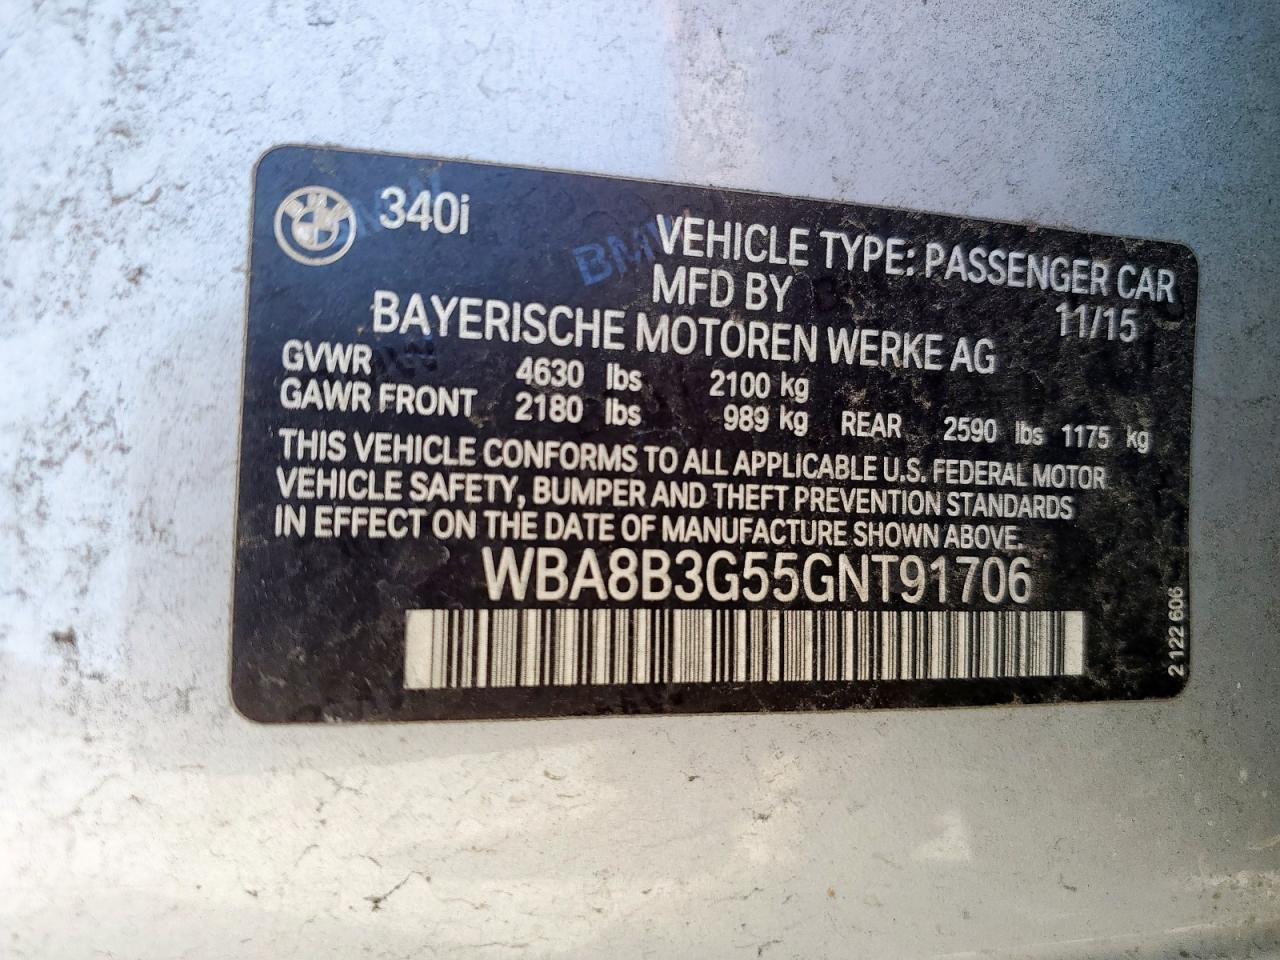 340i
VEHICLE TYPE: PASSENGER CAR
MFD BY 11/15
BAYERISCHE MOTOREN WERKE AG
GVWR 4630 lbs 2100 kg
GAWR FRONT 2180 lbs 989 kg REAR 2590 lbs 1175 kg
THIS VEHICLE CONFORMS TO ALL APPLICABLE U.S. FEDERAL MOTOR
VEHICLE SAFETY, BUMPER AND THEFT PREVENTION STANDARDS
IN EFFECT ON THE DATE OF MANUFACTURE SHOWN ABOVE.
WBA8B3G55GNT91706
2 122 606
BMW